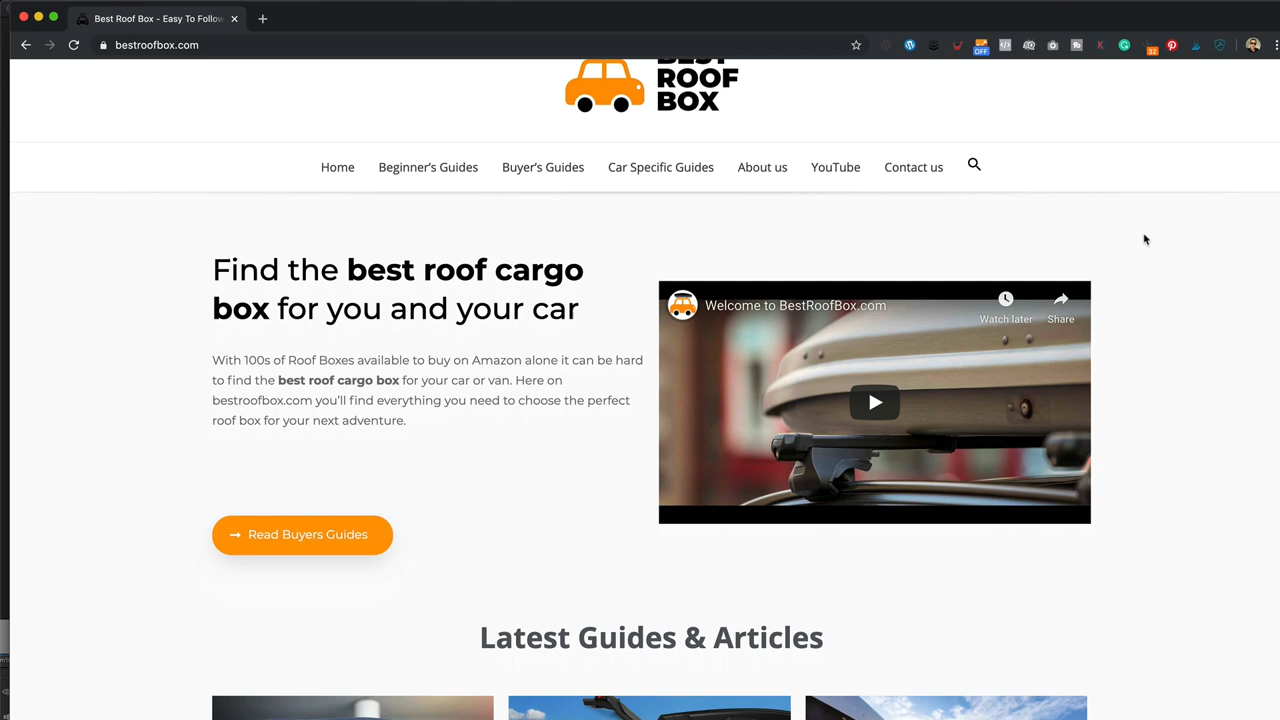 Best Roof Box - Easy To Follow
bestroofbox.com
OFF
32
BEST
ROOF
BOX
Home
Beginner's Guides
Buyer's Guides
Car Specific Guides
About us
YouTube
Contact us
Find the best roof cargo
box for you and your car
With 100s of Roof Boxes available to buy on Amazon alone it can be hard
to find the best roof cargo box for your car or van. Here on
bestroofbox.com you'll find everything you need to choose the perfect
roof box for your next adventure.
→ Read Buyers Guides
Welcome to BestRoofBox.com
Watch later
Share
Latest Guides & Articles